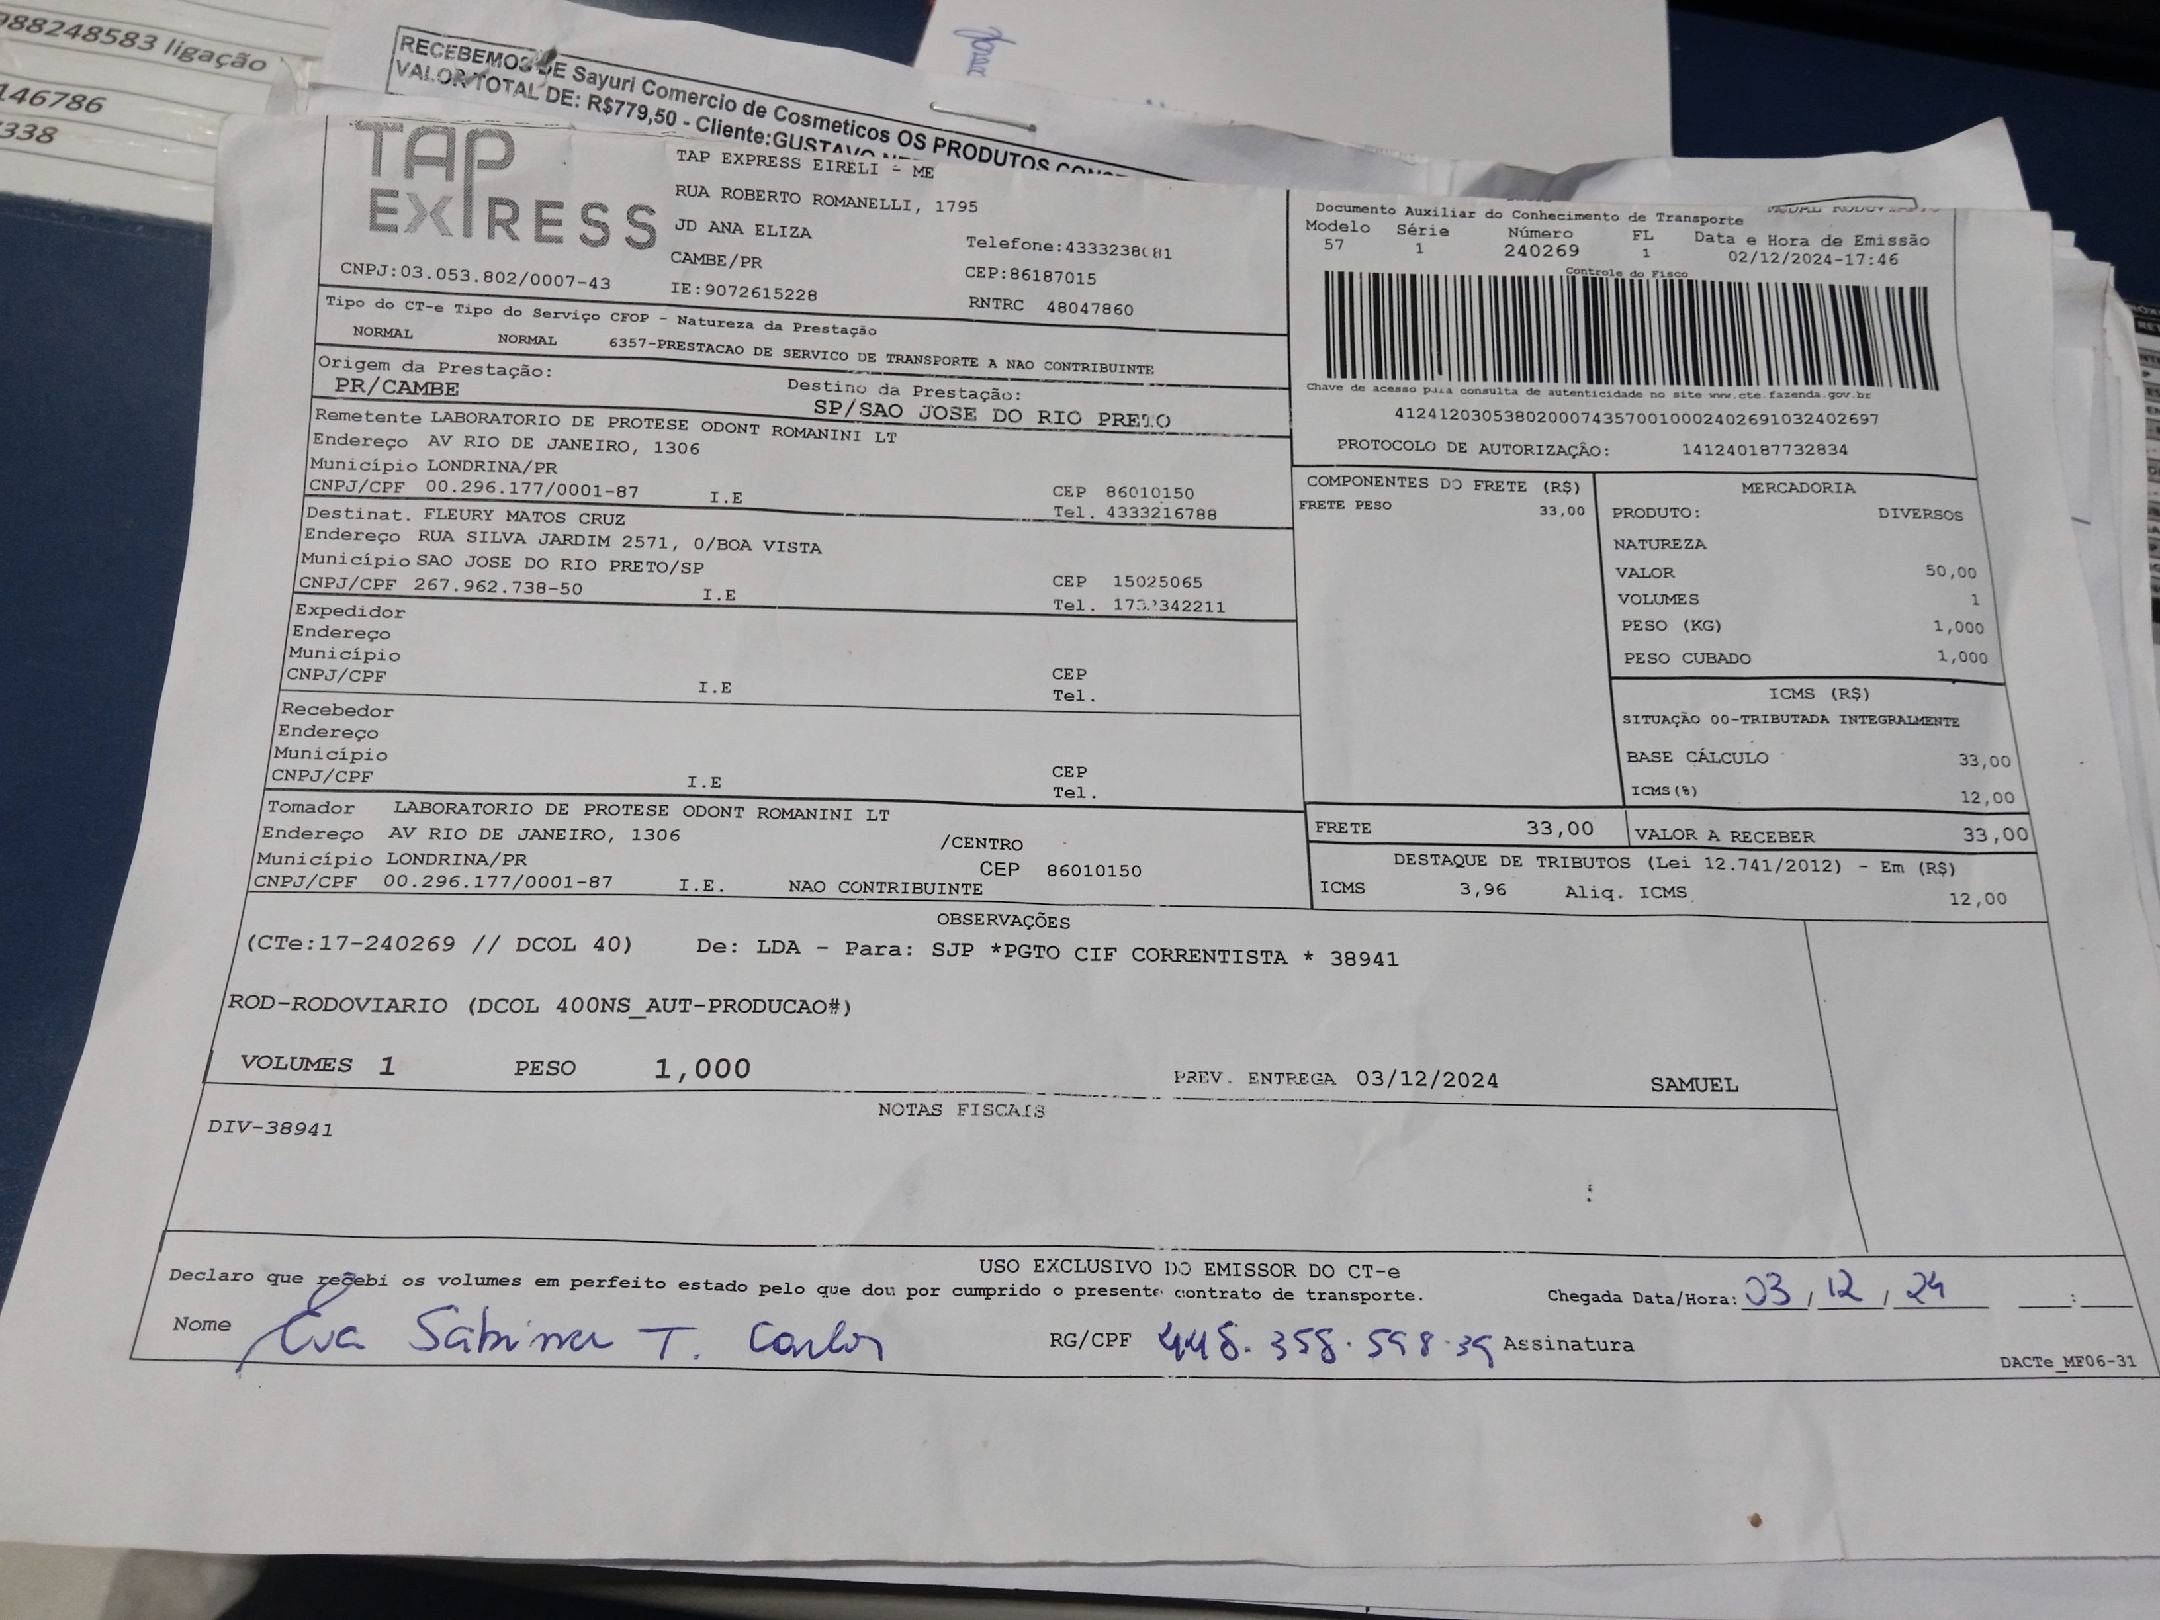 988248583 ligação
146786
338
RECEBEMOS DE Sayuri Comercio de Cosmeticos OS PRODUTOS
VALOR TOTAL DE: R$779,50 - Cliente:GUSTAVO
TAP EXPRESS
TAP EXPRESS EIRELI - ME
RUA ROBERTO ROMANELLI, 1795
JD ANA ELIZA
Telefone:4333238081
CAMBE/PR
CEP:86187015
CNPJ:03.053.802/0007-43
IE:9072615228
RNTRC 48047860
MODAL RODOVIARIO
Documento Auxiliar do Conhecimento de Transporte
Modelo Série Número FL Data e Hora de Emissão
57 1 240269 1 02/12/2024-17:46
Controle do Fisco
Chave de acesso para consulta de autenticidade no site www.cte.fazenda.gov.br
41241203053802000743570010002402691032402697
PROTOCOLO DE AUTORIZAÇÃO: 141240187732834
Tipo do CT-e Tipo do Serviço CFOP - Natureza da Prestação
NORMAL NORMAL 6357-PRESTACAO DE SERVICO DE TRANSPORTE A NAO CONTRIBUINTE
Origem da Prestação: Destino da Prestação:
PR/CAMBE SP/SAO JOSE DO RIO PRETO
Remetente LABORATORIO DE PROTESE ODONT ROMANINI LT
Endereço AV RIO DE JANEIRO, 1306
Município LONDRINA/PR CEP 86010150
CNPJ/CPF 00.296.177/0001-87 I.E Tel. 4333216788
Destinat. FLEURY MATOS CRUZ
Endereço RUA SILVA JARDIM 2571, 0/BOA VISTA
Município SAO JOSE DO RIO PRETO/SP CEP 15025065
CNPJ/CPF 267.962.738-50 I.E Tel. 1732342211
Expedidor
Endereço
Município CEP
CNPJ/CPF I.E Tel.
Recebedor
Endereço
Município CEP
CNPJ/CPF I.E Tel.
Tomador LABORATORIO DE PROTESE ODONT ROMANINI LT
Endereço AV RIO DE JANEIRO, 1306 /CENTRO
Município LONDRINA/PR CEP 86010150
CNPJ/CPF 00.296.177/0001-87 I.E. NAO CONTRIBUINTE
COMPONENTES DO FRETE (R$)
FRETE PESO 33,00
MERCADORIA
PRODUTO: DIVERSOS
NATUREZA
VALOR 50,00
VOLUMES 1
PESO (KG) 1,000
PESO CUBADO 1,000
ICMS (R$)
SITUAÇÃO 00-TRIBUTADA INTEGRALMENTE
BASE CÁLCULO 33,00
ICMS(%) 12,00
FRETE 33,00 VALOR A RECEBER 33,00
DESTAQUE DE TRIBUTOS (Lei 12.741/2012) - Em (R$)
ICMS 3,96 Aliq. ICMS 12,00
OBSERVAÇÕES
(CTe:17-240269 // DCOL 40) De: LDA - Para: SJP *PGTO CIF CORRENTISTA * 38941
ROD-RODOVIARIO (DCOL 400NS_AUT-PRODUCAO#)
VOLUMES 1 PESO 1,000 PREV. ENTREGA 03/12/2024 SAMUEL
NOTAS FISCAIS
DIV-38941
USO EXCLUSIVO DO EMISSOR DO CT-e
Declaro que recebi os volumes em perfeito estado pelo que dou por cumprido o presente contrato de transporte. Chegada Data/Hora: 03/12/24 :
Nome Eva Sabrina T. Carlos RG/CPF 448.358.598-39 Assinatura
DACTe_MF06-31